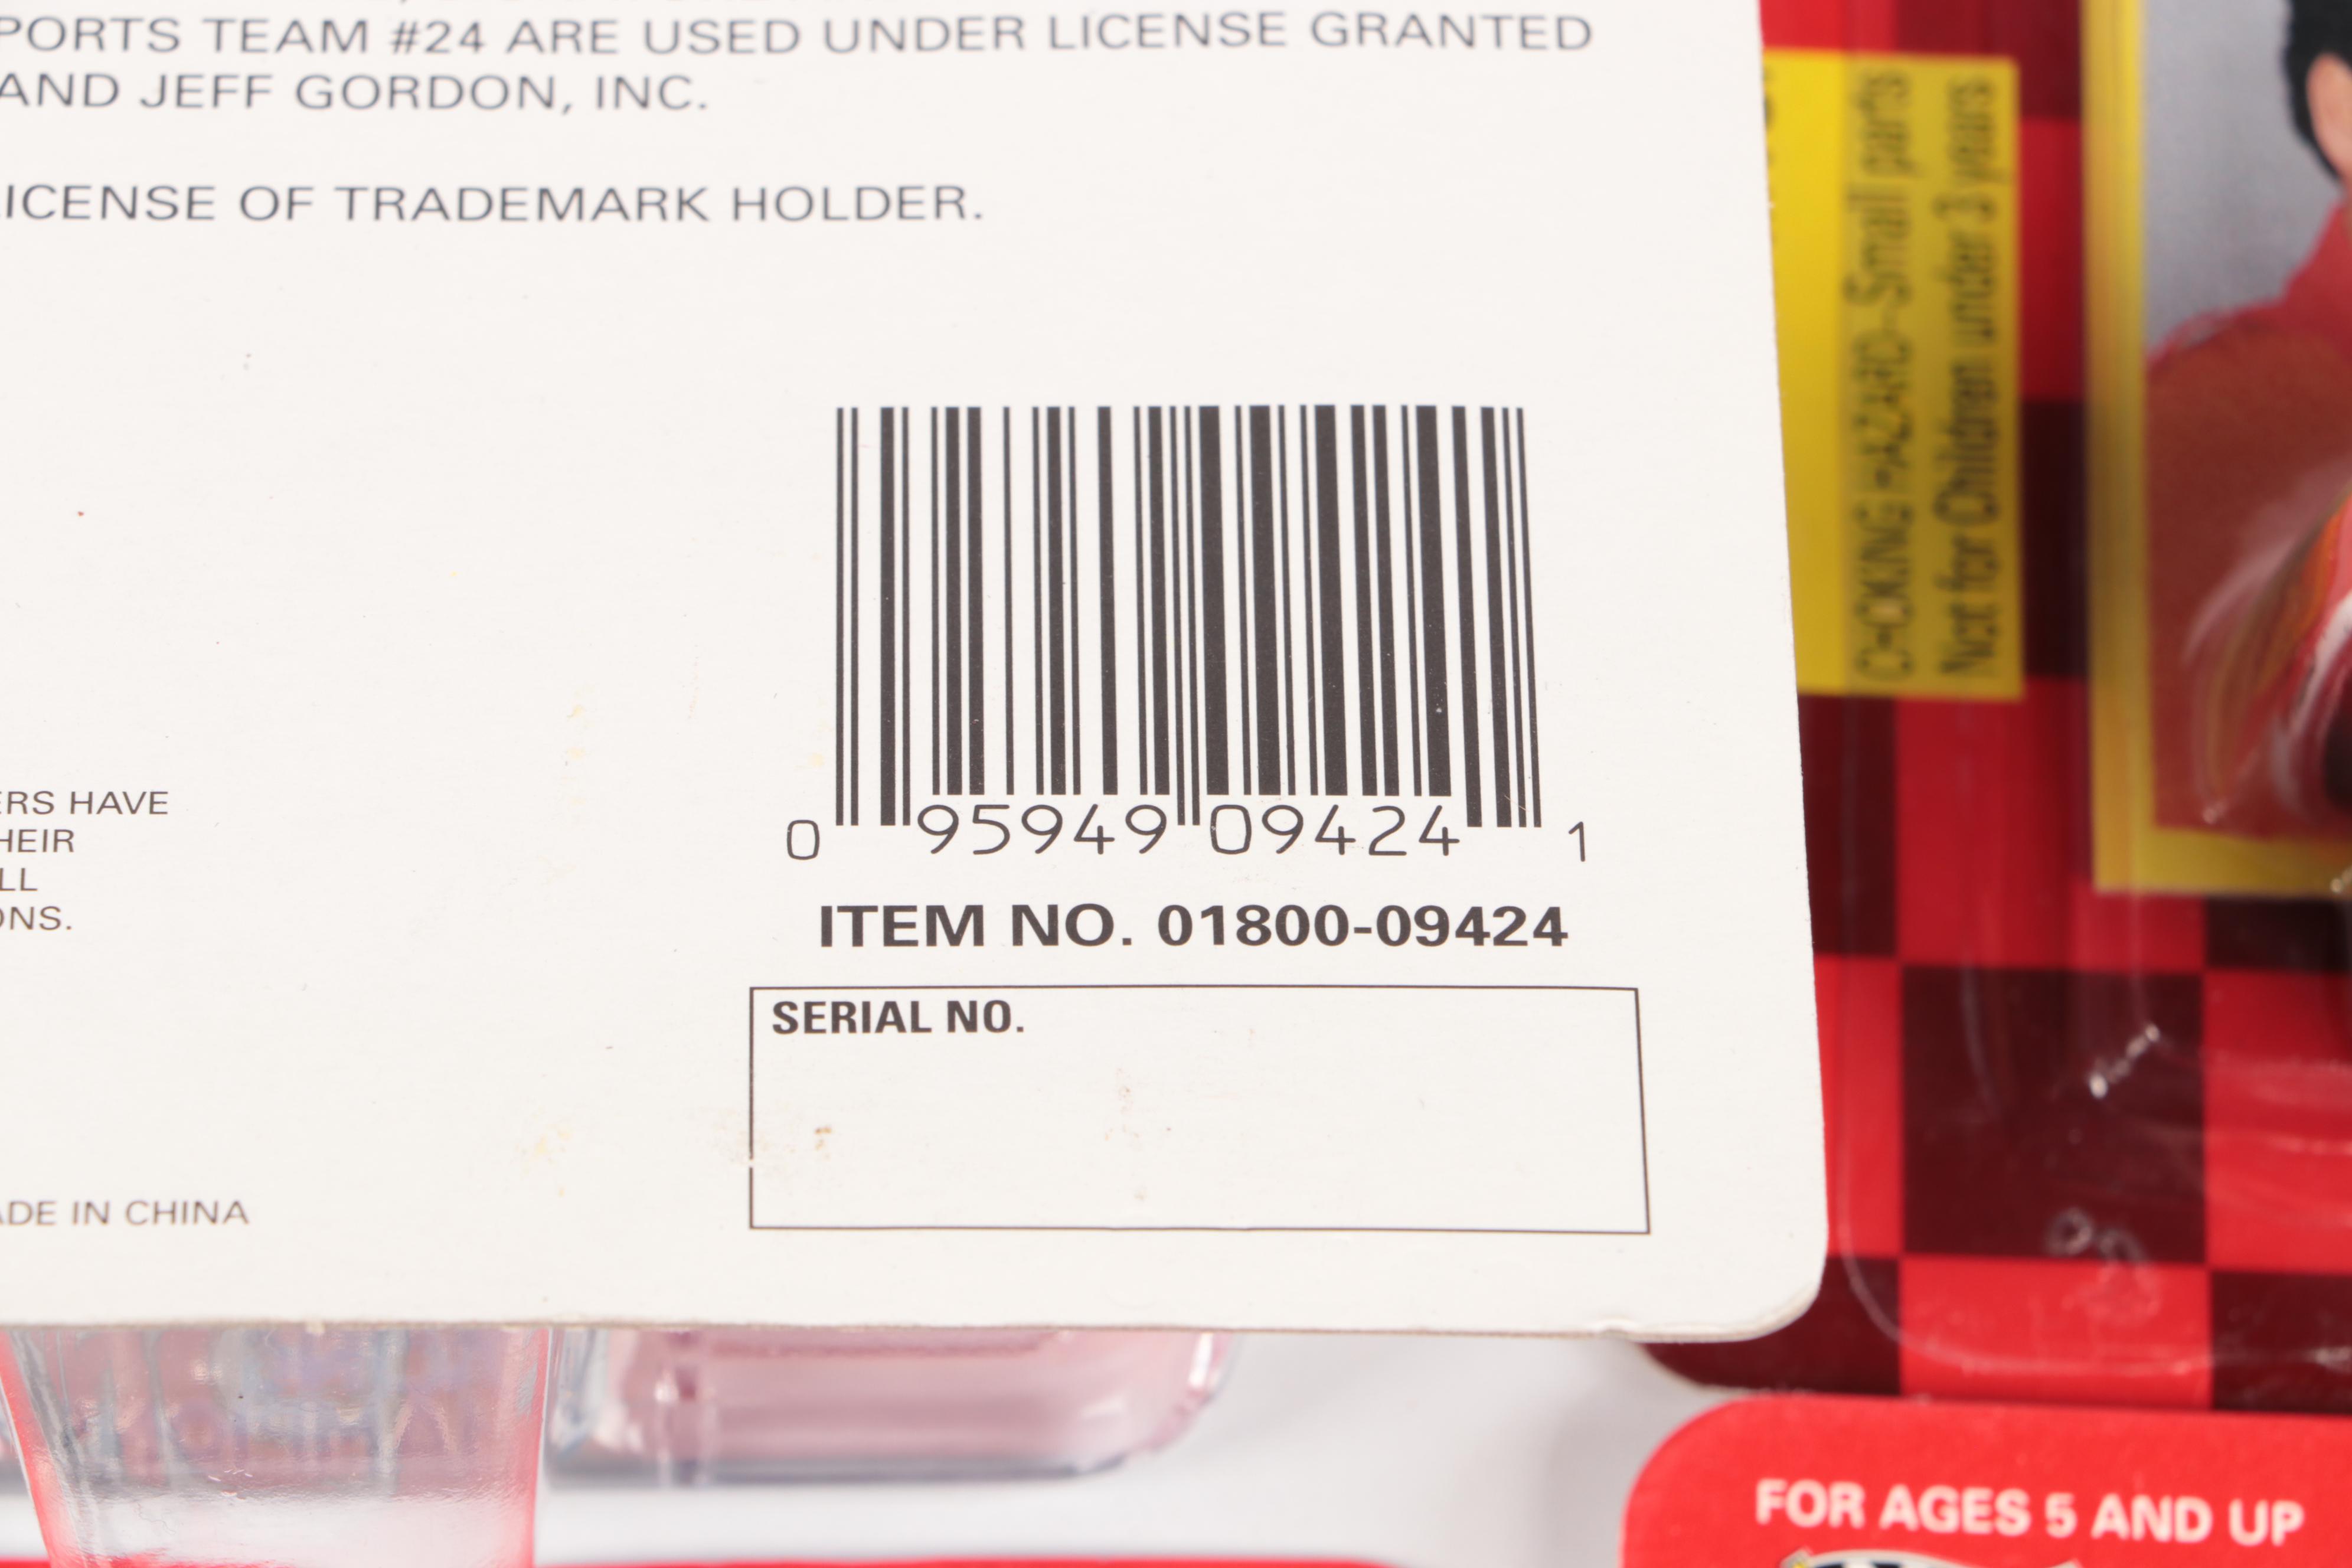 PORTS TEAM #24 ARE USED UNDER LICENSE GRANTED
AND JEFF GORDON, INC.
ICENSE OF TRADEMARK HOLDER.
ERS HAVE
HEIR
LL
ONS.
ADE IN CHINA
0 95949 09424 1
ITEM NO. 01800-09424
SERIAL NO.
CHOKING HAZARD-Small parts
Not for Children under 3 years
FOR AGES 5 AND UP